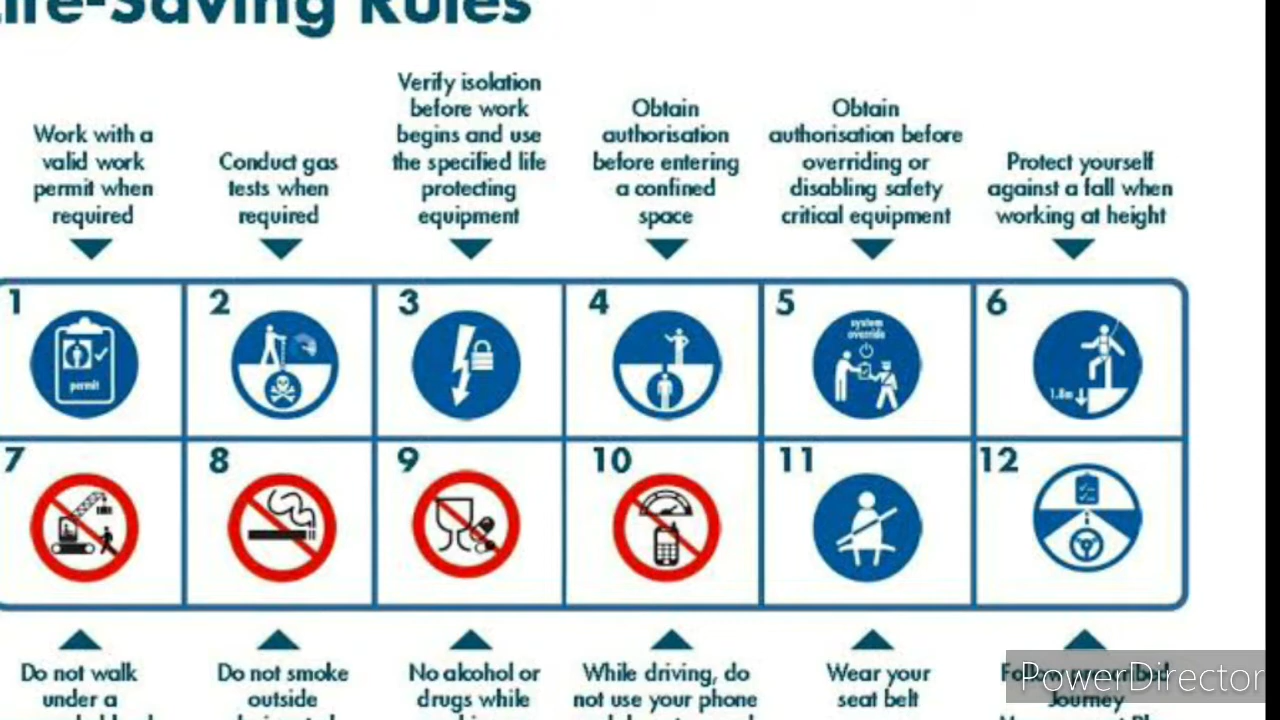 Life-Saving Rules
Work with a
valid work
permit when
required
Conduct gas
tests when
required
Verify isolation
before work
begins and use
the specified life
protecting
equipment
Obtain
authorisation
before entering
a confined
space
Obtain
authorisation before
overriding or
disabling safety
critical equipment
Protect yourself
against a fall when
working at height
1
permit
2
3
4
5
system
override
6
1.8m
7
8
9
10
11
12
Do not walk
under a
Do not smoke
outside
No alcohol or
drugs while
While driving, do
not use your phone
Wear your
seat belt
Journey
PowerDirector